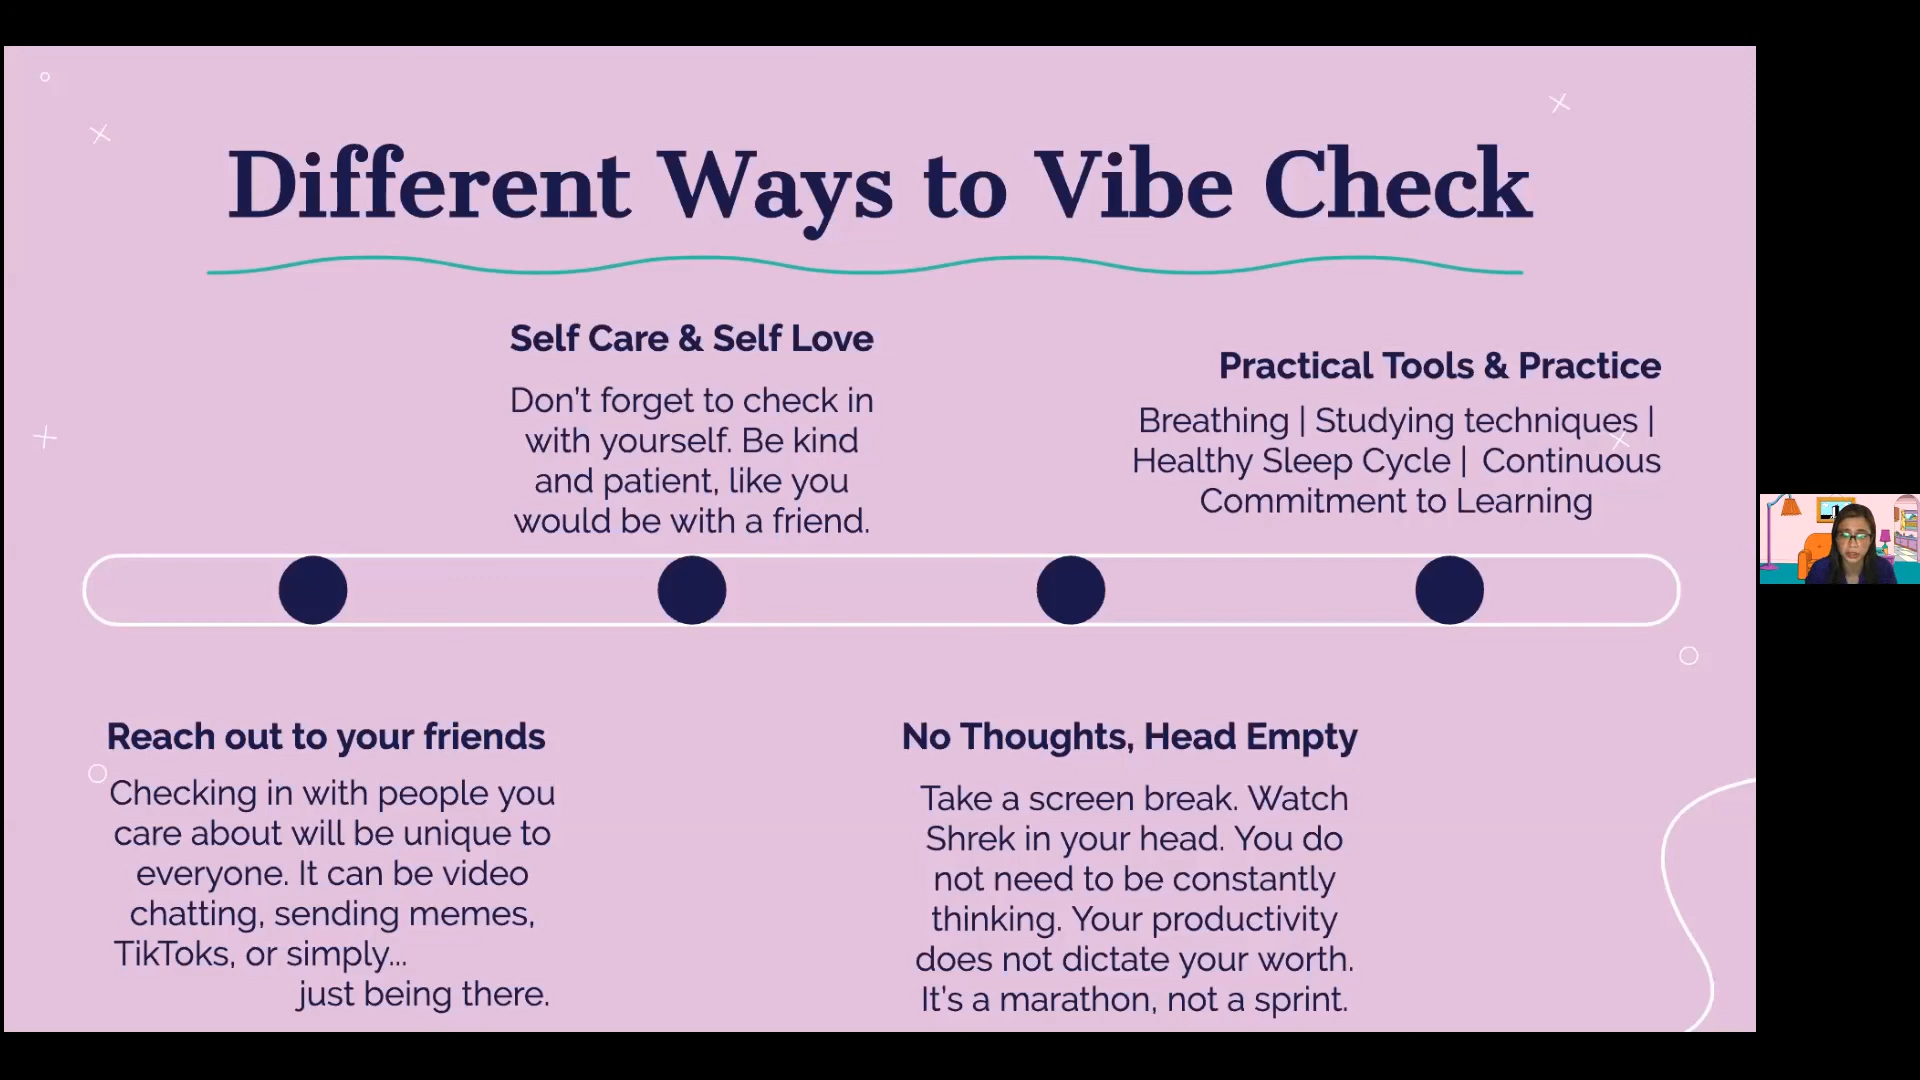 Different Ways to Vibe Check
Self Care & Self Love
Don't forget to check in
with yourself. Be kind
and patient, like you
would be with a friend.
Practical Tools & Practice
Breathing | Studying techniques |
Healthy Sleep Cycle | Continuous
Commitment to Learning
Reach out to your friends
Checking in with people you
care about will be unique to
everyone. It can be video
chatting, sending memes,
TikToks, or simply...
just being there.
No Thoughts, Head Empty
Take a screen break. Watch
Shrek in your head. You do
not need to be constantly
thinking. Your productivity
does not dictate your worth.
It's a marathon, not a sprint.